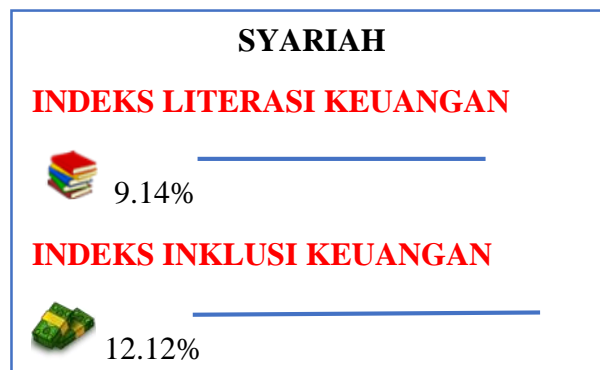 SYARIAH
INDEKS LITERASI KEUANGAN
9.14%
INDEKS INKLUSI KEUANGAN
12.12%